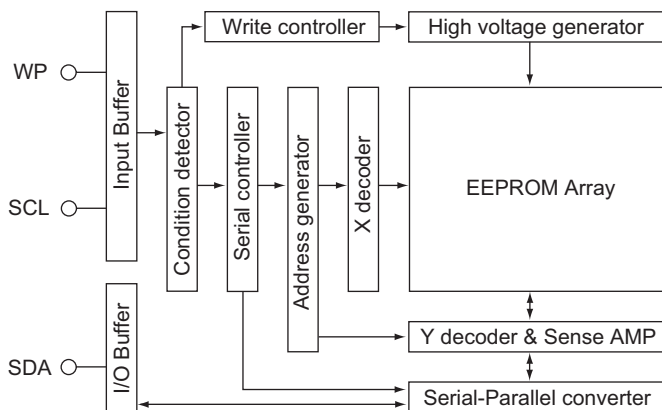 Write controller
High voltage generator
WP
SCL
SDA
Input Buffer
I/O Buffer
Condition detector
Serial controller
Address generator
X decoder
EEPROM Array
Y decoder & Sense AMP
Serial-Parallel converter